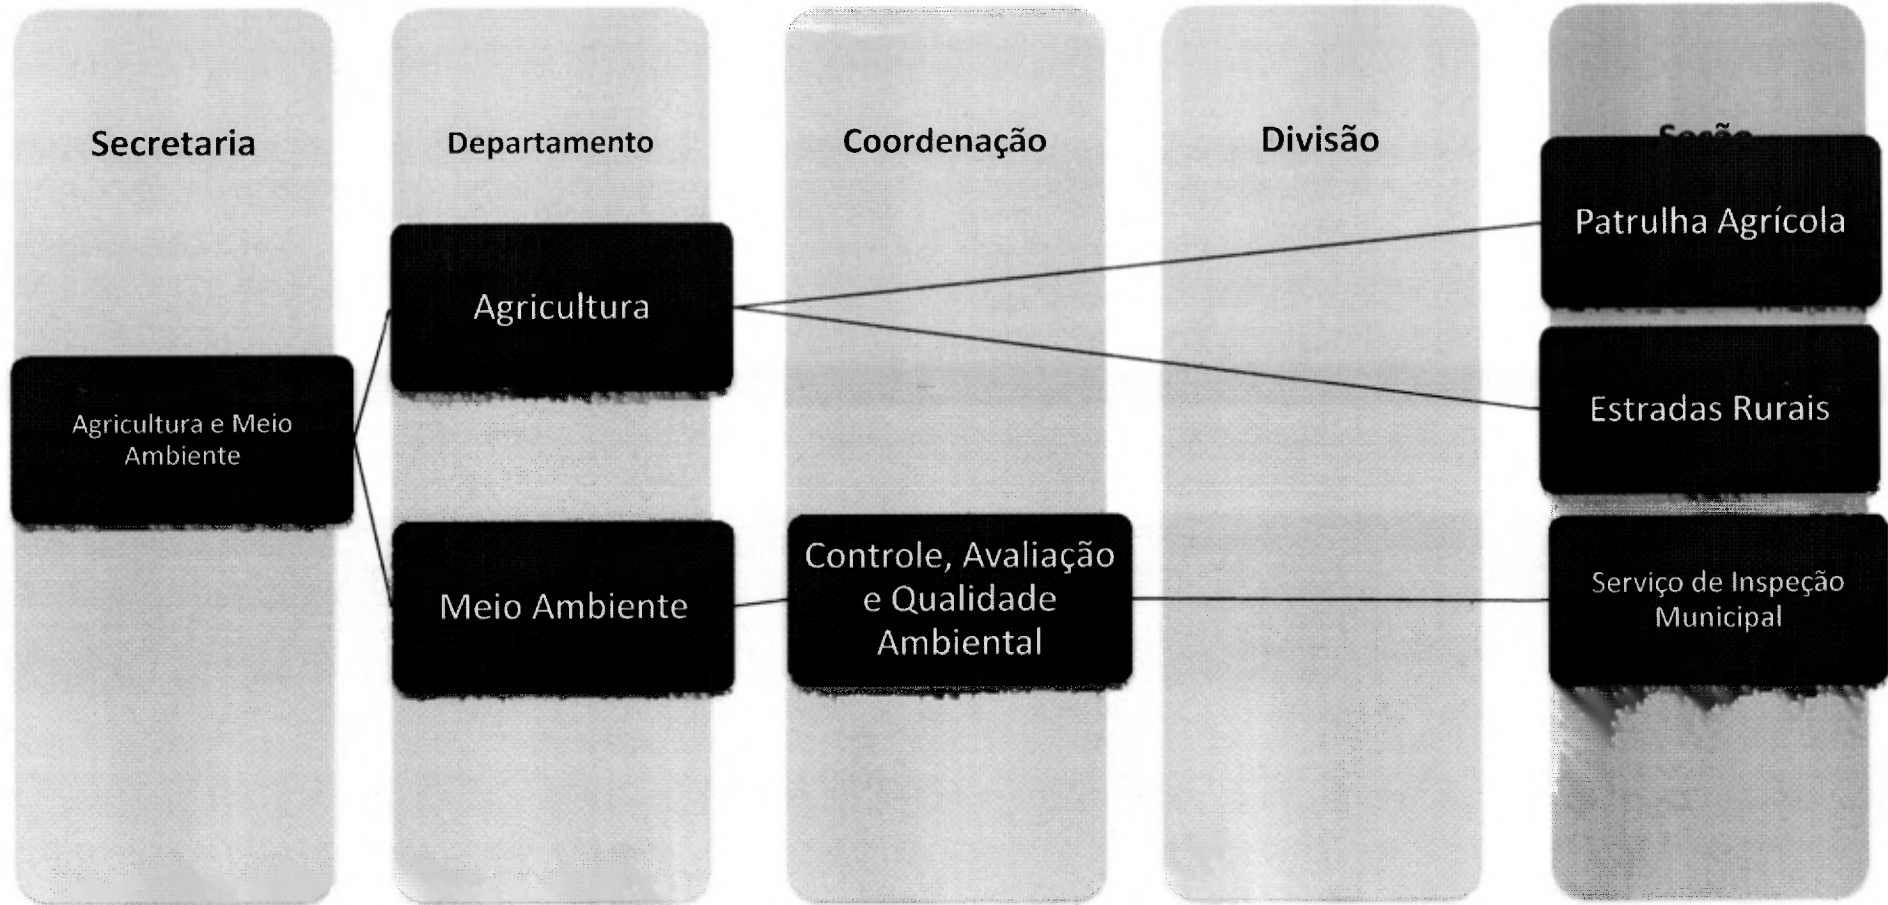 Secretaria
Departamento
Coordenação
Divisão
Seção
Agricultura e Meio
Ambiente
Agricultura
Meio Ambiente
Controle, Avaliação
e Qualidade
Ambiental
Patrulha Agrícola
Estradas Rurais
Serviço de Inspeção
Municipal